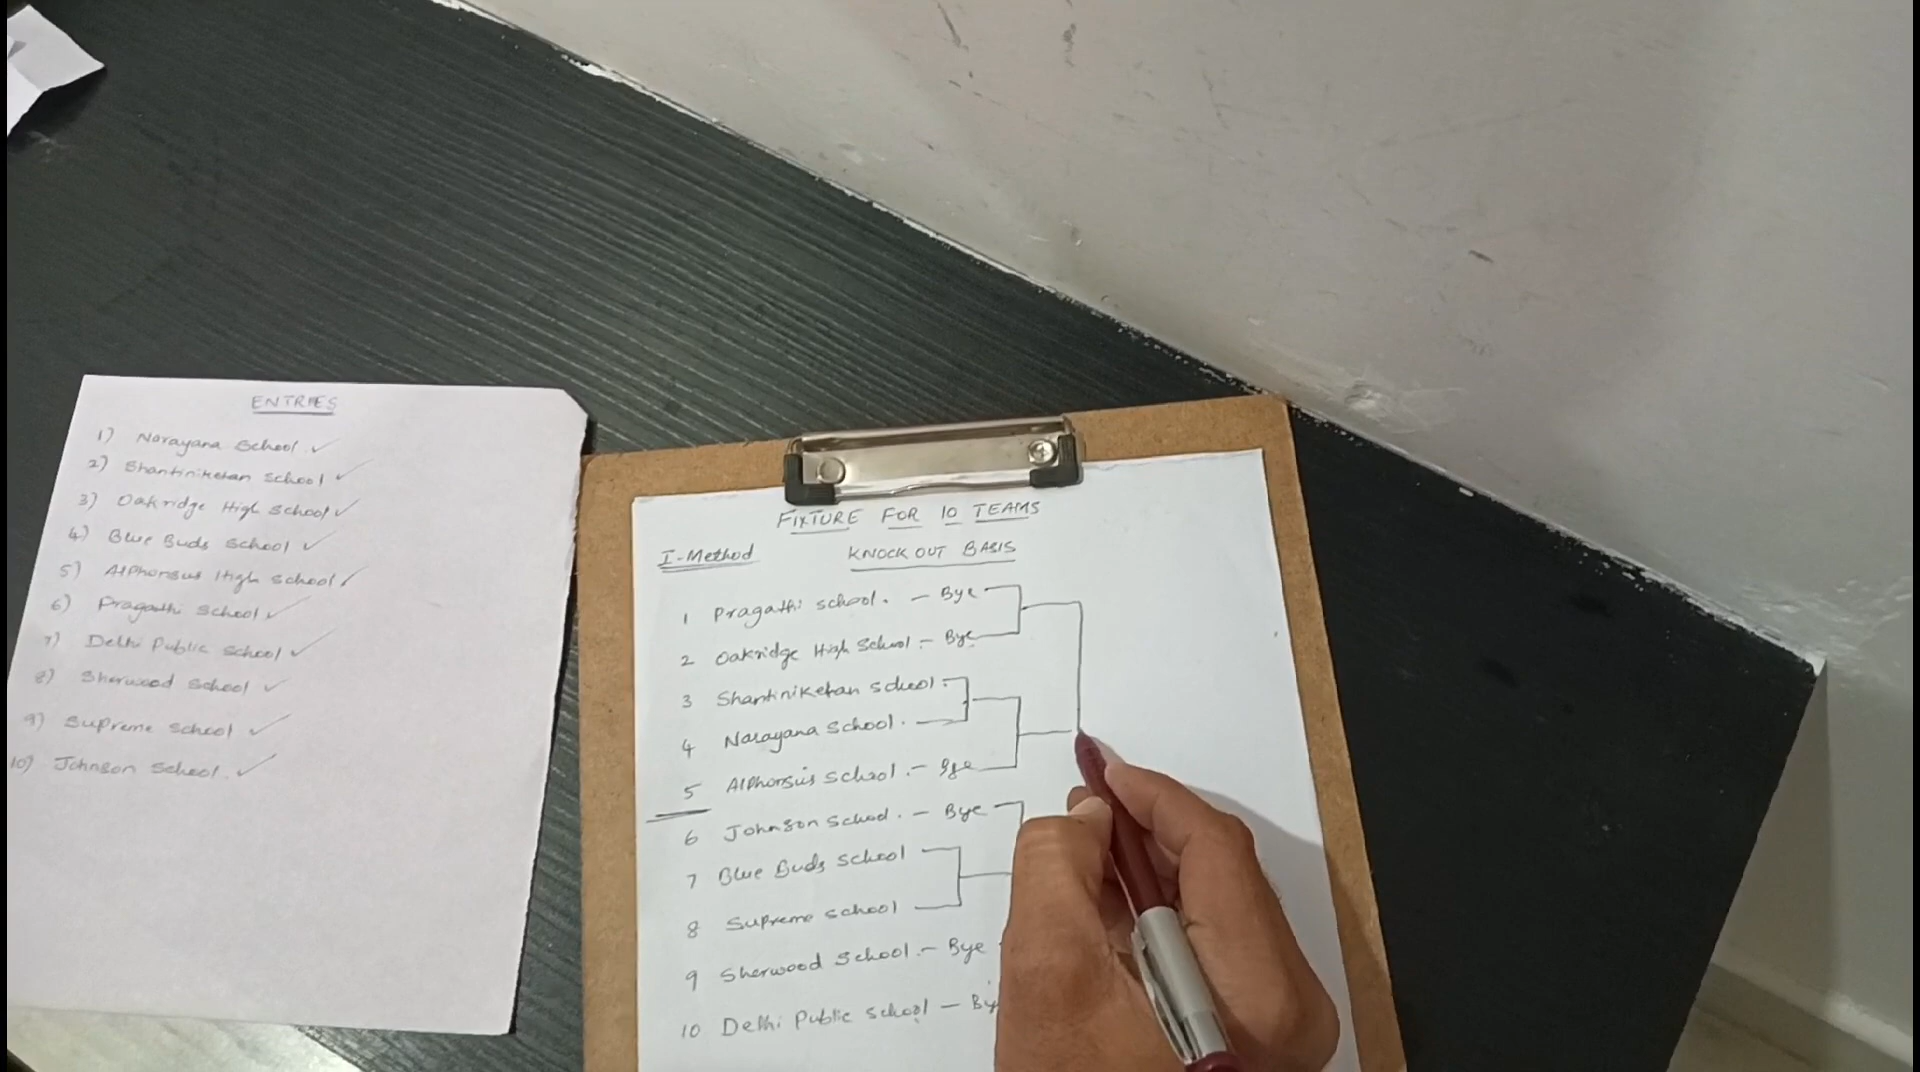 ENTRIES
1) Narayana School ✓
2) Shantiniketan School ✓
3) Oakridge High School ✓
4) Blue Buds School ✓
5) Alphonsus High School ✓
6) Pragathi School ✓
7) Delhi Public School ✓
8) Sherwood School ✓
9) Supreme School ✓
10) Johnson School. ✓
FIXTURE FOR 10 TEAMS
I-Method KNOCK OUT BASIS
1 Pragathi School. - Bye
2 Oakridge High School - Bye
3 Shantiniketan School.
4 Narayana School.
5 Alphonsus School. - Bye
6 Johnson School. - Bye
7 Blue Buds School
8 Supreme School
9 Sherwood School - Bye
10 Delhi Public School - By